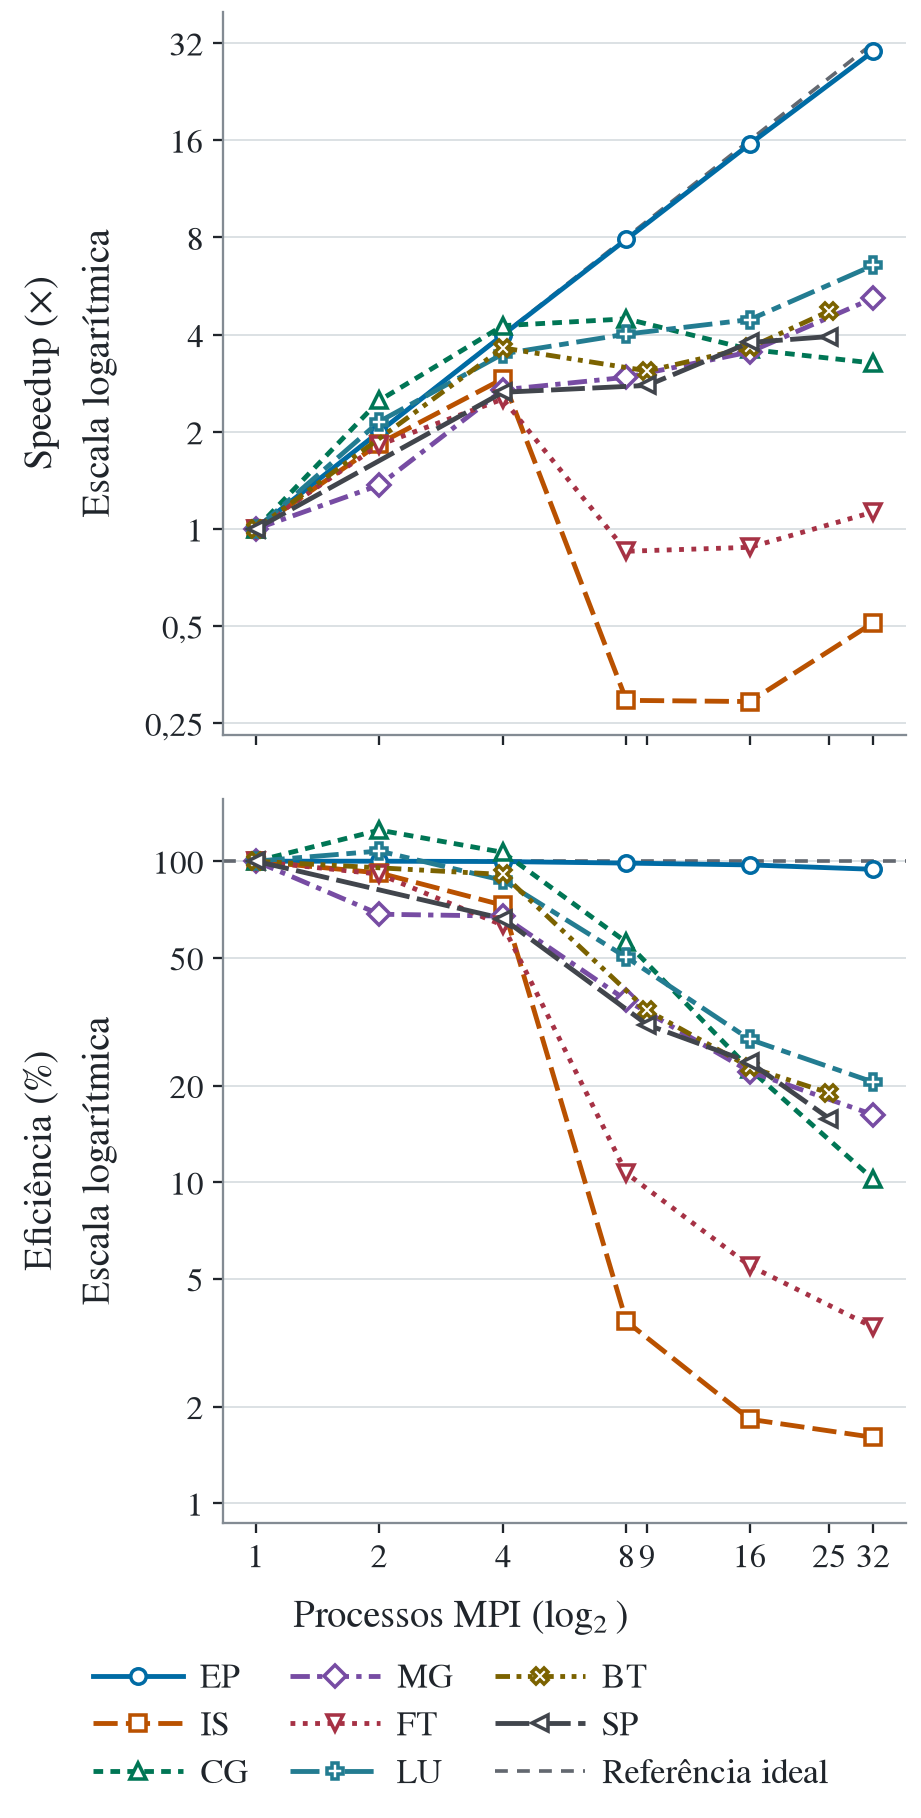 32
16
8
4
2
1
0,5
0,25
Speedup (×)
Escala logarítmica
100
50
20
10
5
2
1
Eficiência (%)
Escala logarítmica
1 2 4 8 9 16 25 32
Processos MPI (log₂ )
EP MG BT
IS FT SP
CG LU Referência ideal